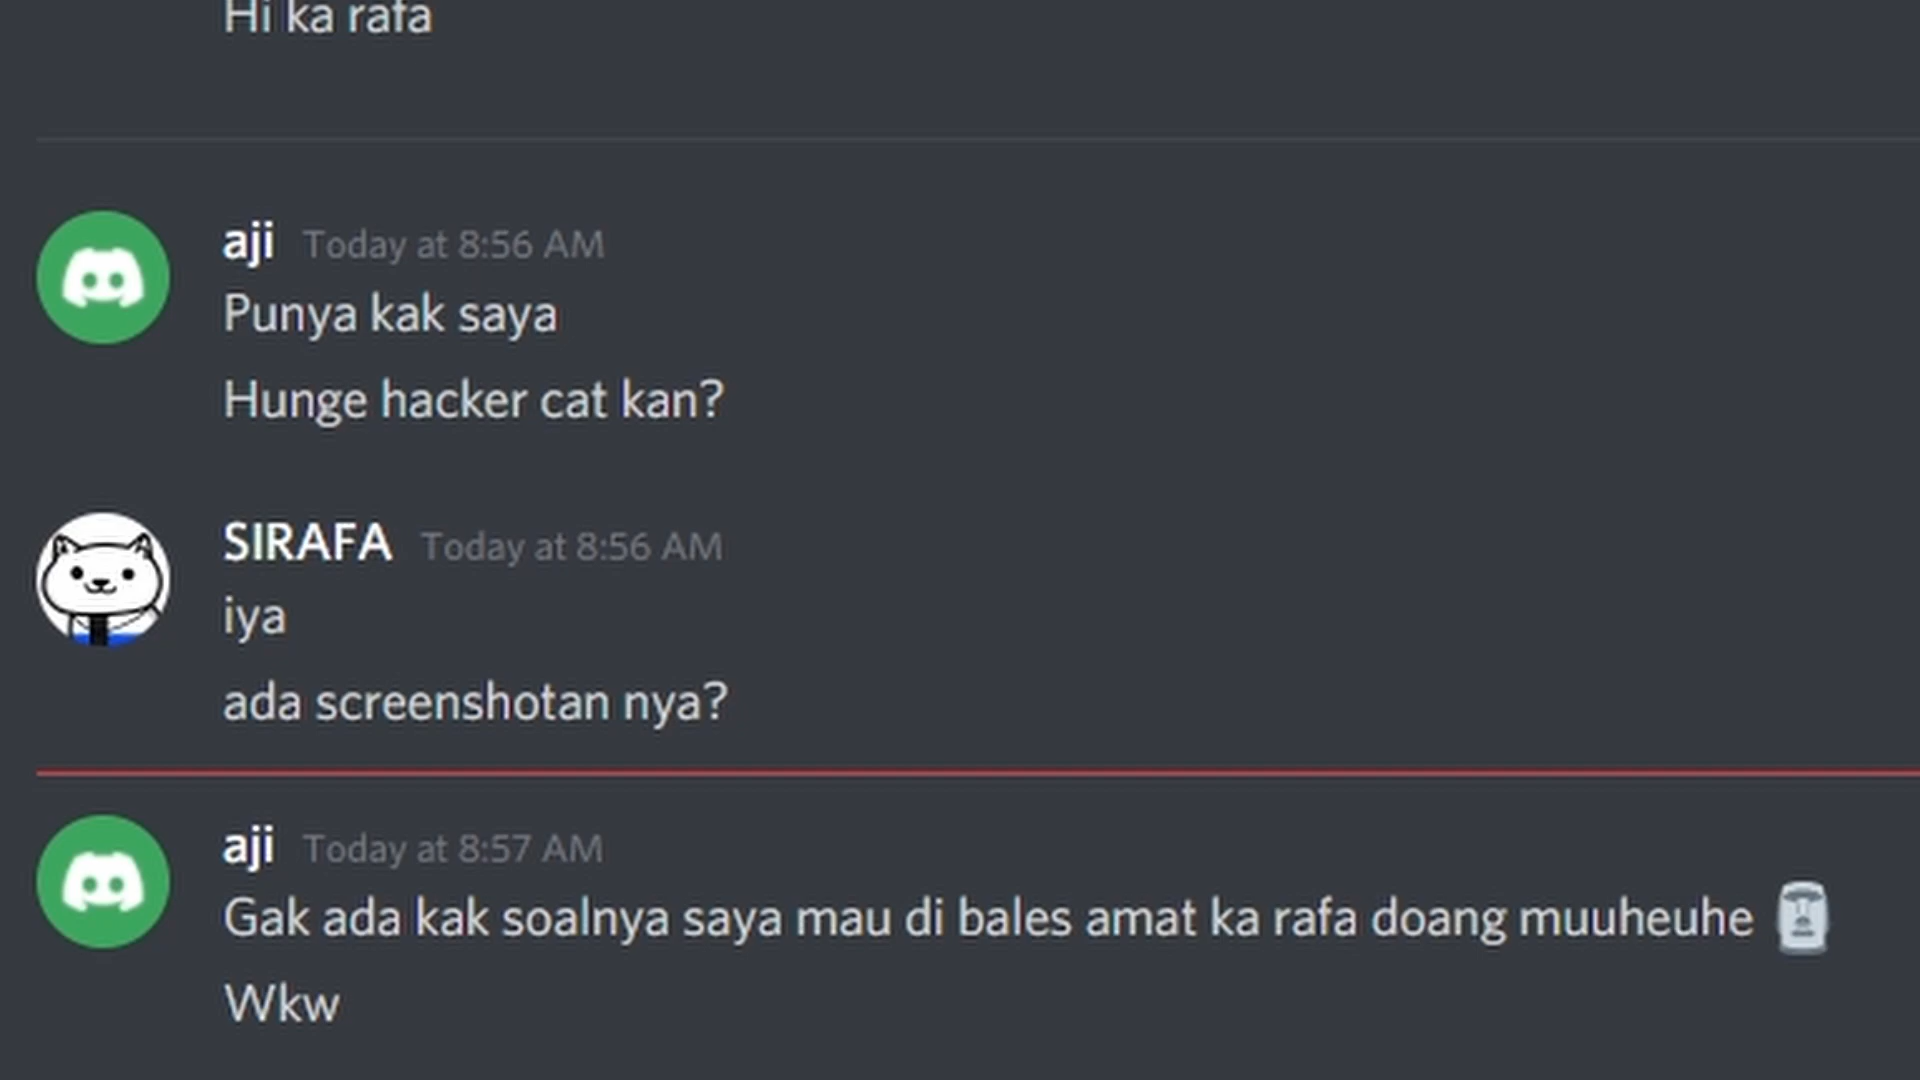 Hi ka rafa
aji Today at 8:56 AM
Punya kak saya
Hunge hacker cat kan?
SIRAFA Today at 8:56 AM
iya
ada screenshotan nya?
aji Today at 8:57 AM
Gak ada kak soalnya saya mau di bales amat ka rafa doang muuheuhe 🗿
Wkw